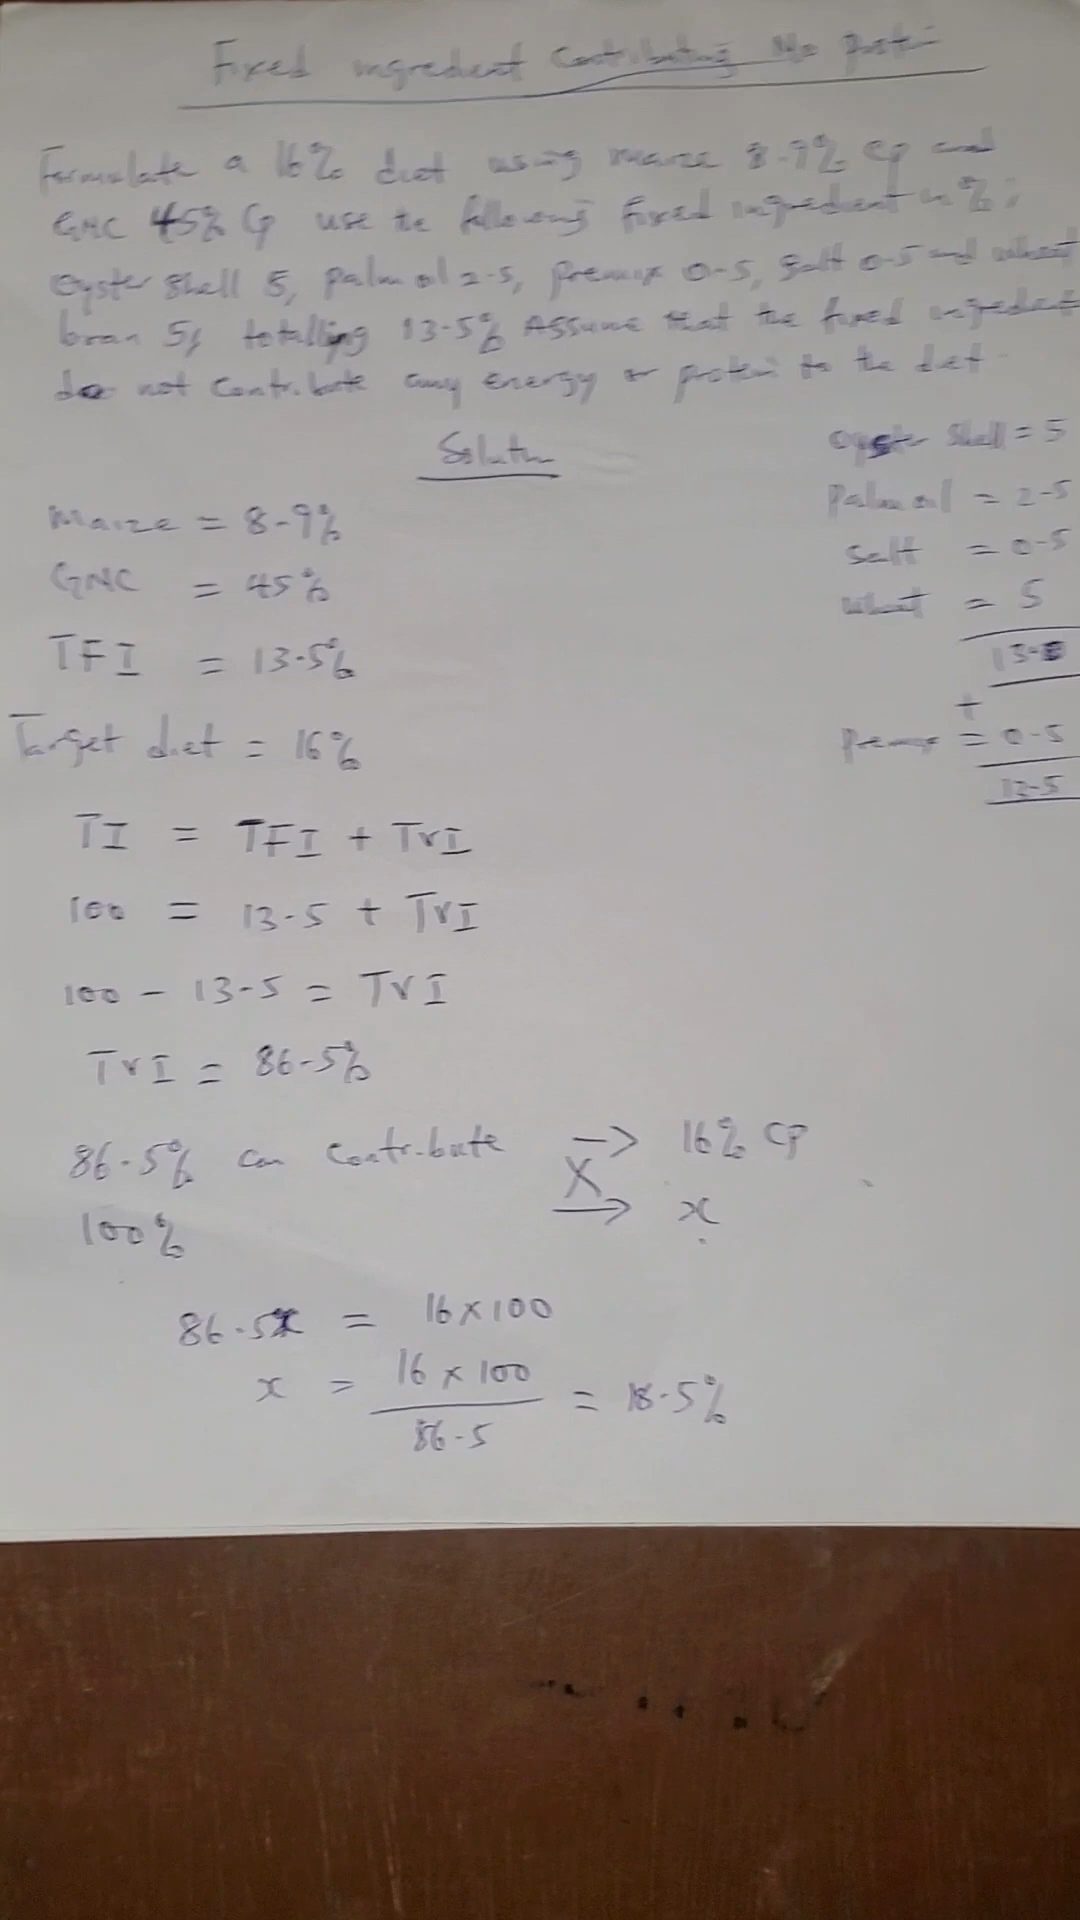 Fixed ingredient Contributing No protein
Formulate a 16% diet using maize 8.9% Cp and
GNC 45% Cp use the following fixed ingredient in %;
Oyster Shell 5, palm oil 2.5, premix 0.5, salt 0.5 and wheat
bran 5, totalling 13.5% Assume that the fixed ingredient
do not contribute any energy or protein to the diet
Solution
Oyster Shell = 5
Palm oil = 2.5
Salt = 0.5
wheat = 5
+
Premix = 0.5
Maize = 8.9%
GNC = 45%
TFI = 13.5%
Target diet = 16%
TI = TFI + TVI
100 = 13.5 + TVI
100 - 13.5 = TVI
TVI = 86.5%
86.5% can contribute → 16% CP
X
100% → x
86.5x = 16 x 100
x = 16 x 100 / 86.5 = 18.5%